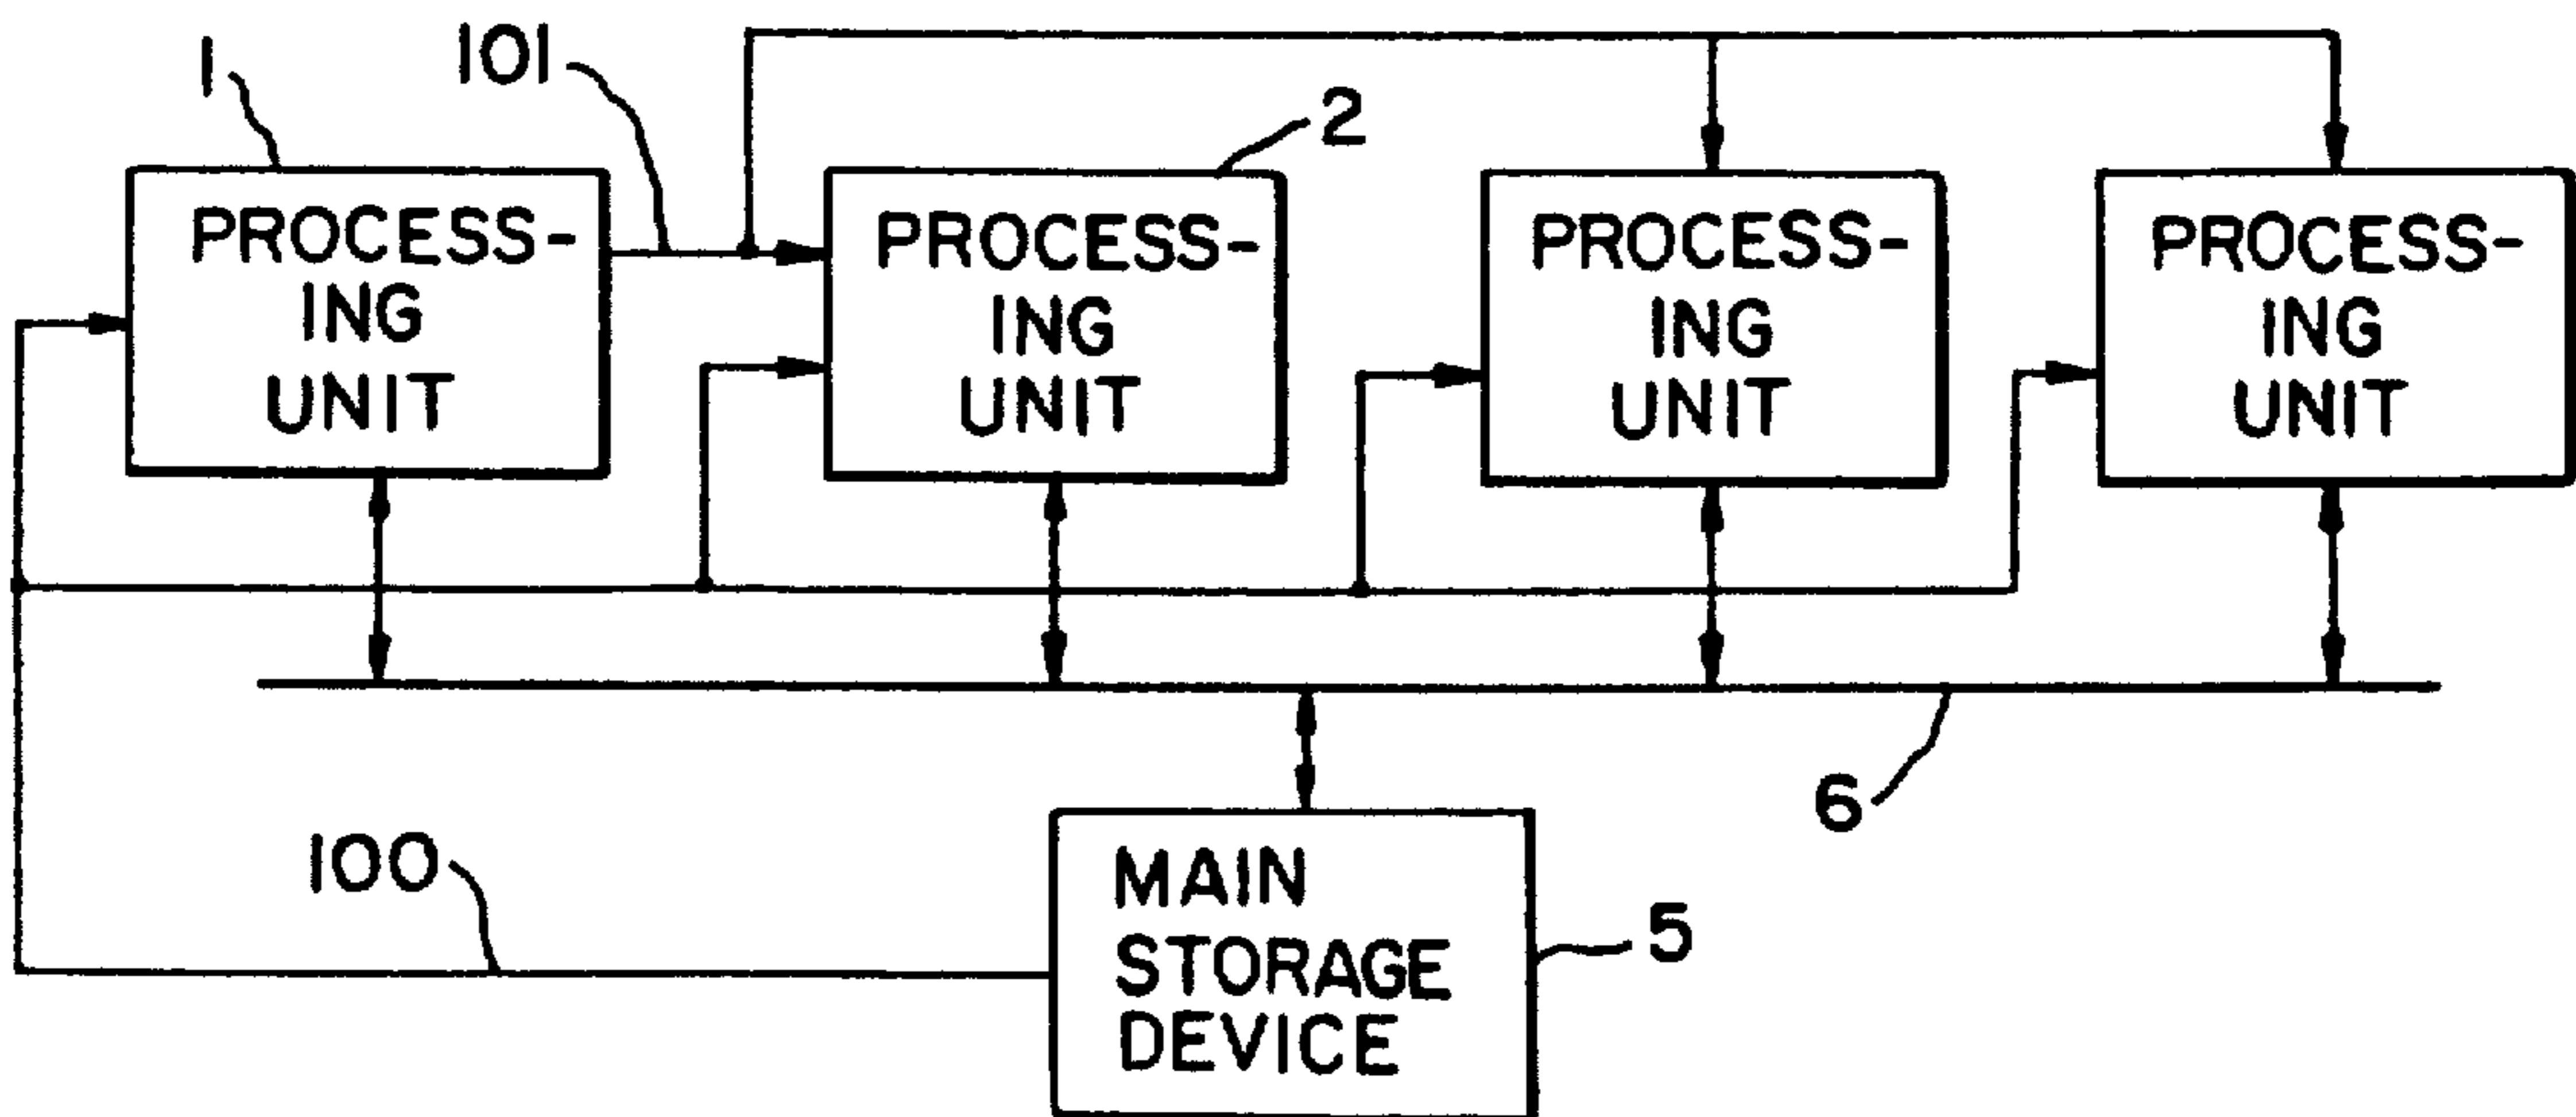 1
101
2
PROCESS-
ING
UNIT
PROCESS-
ING
UNIT
PROCESS-
ING
UNIT
PROCESS-
ING
UNIT
6
100
MAIN
STORAGE
DEVICE
5